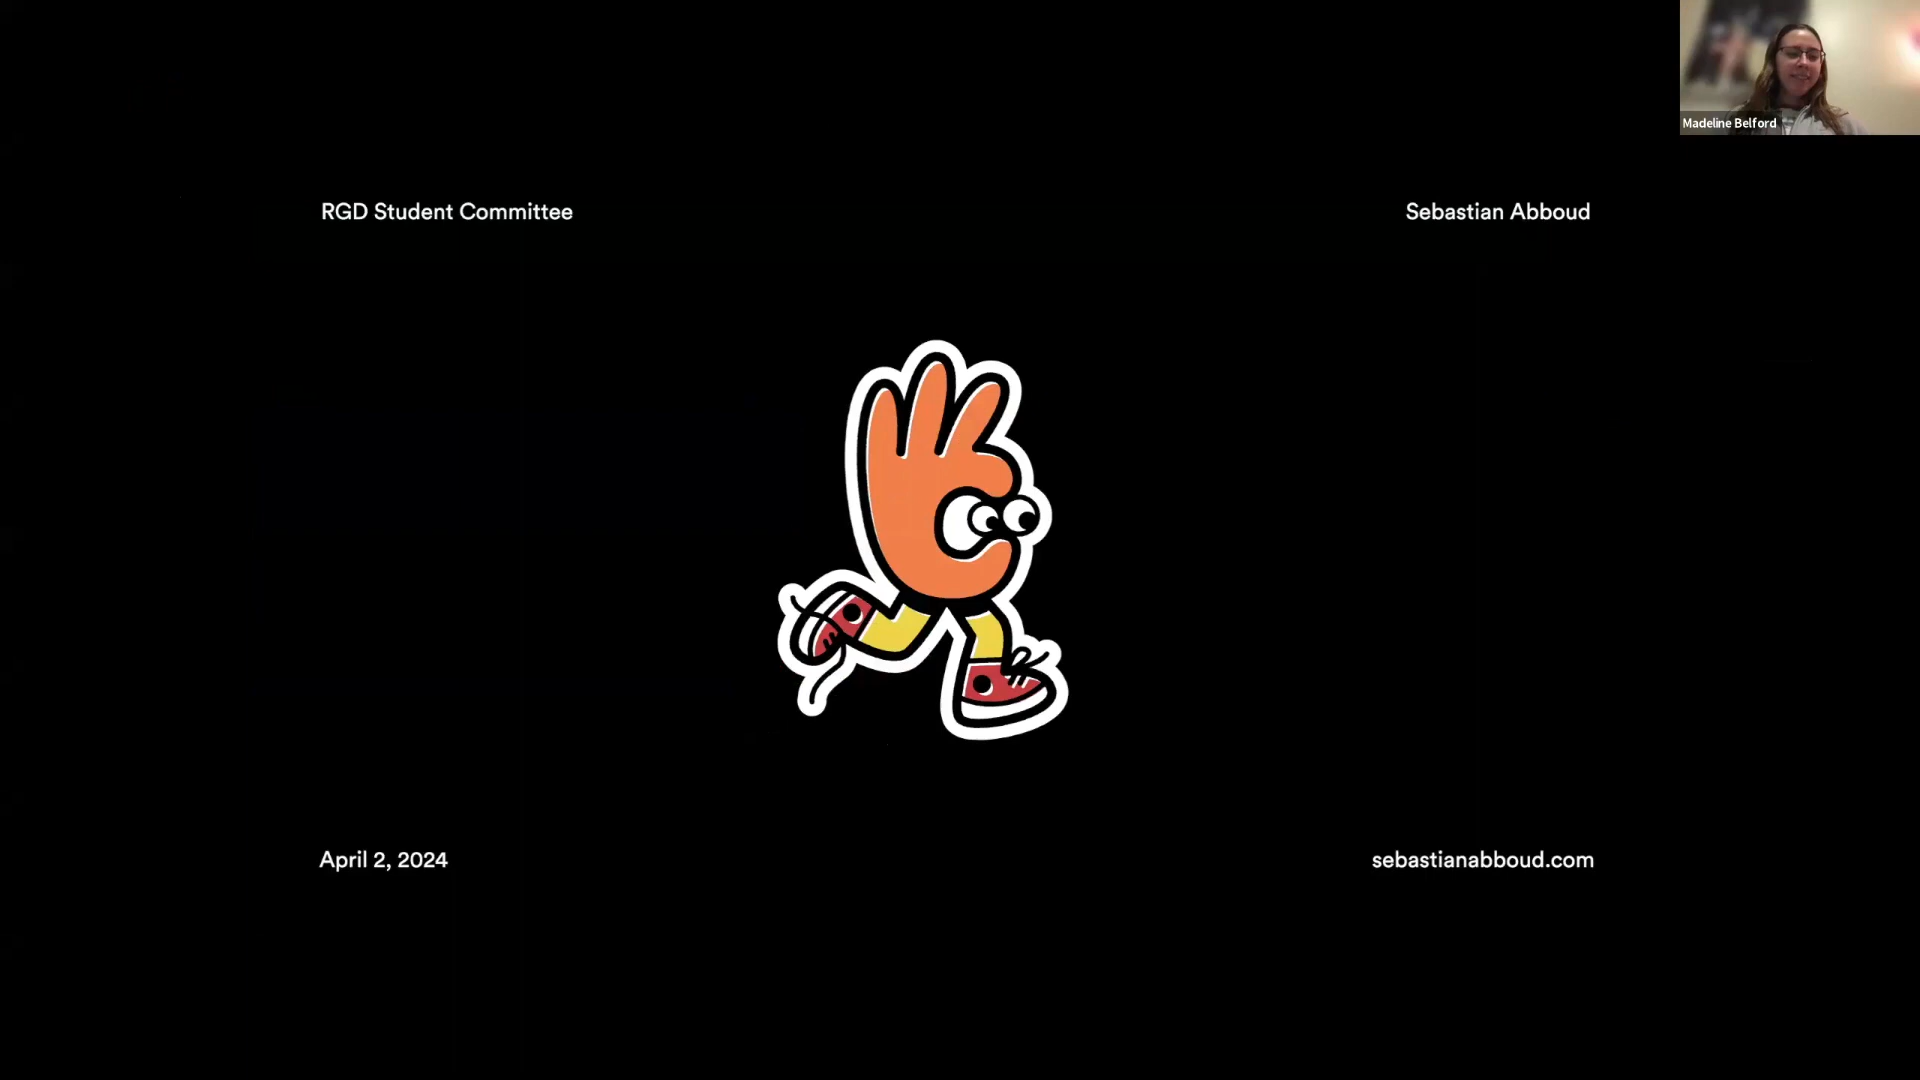 Madeline Belford
RGD Student Committee
Sebastian Abboud
April 2, 2024
sebastianabboud.com